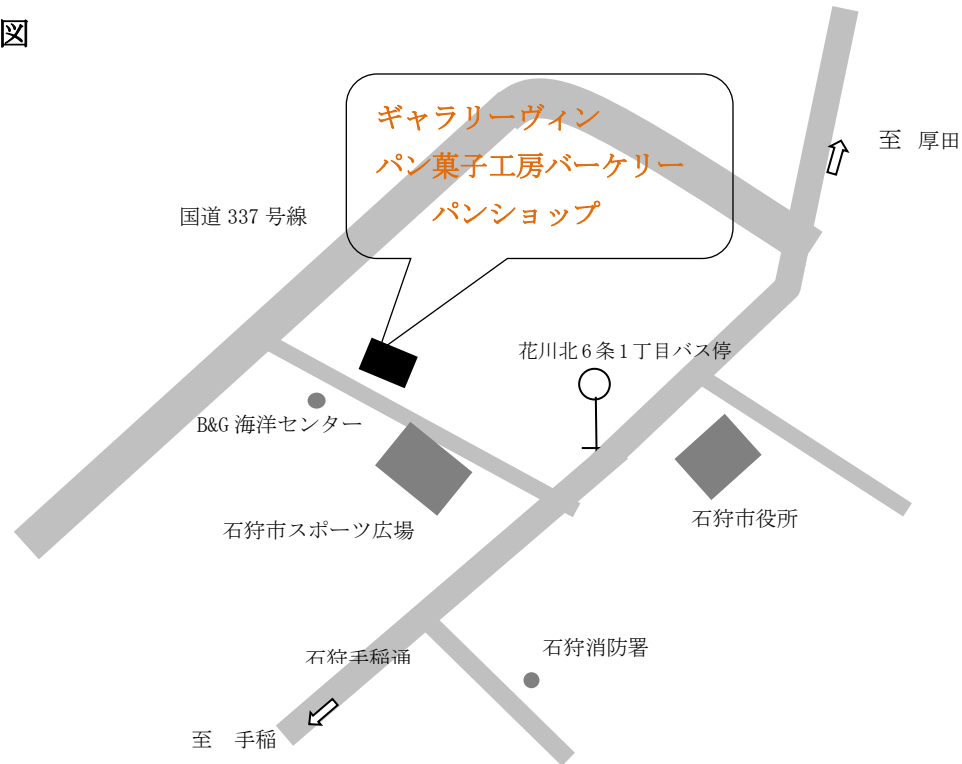 図
ギャラリーヴィン
パン菓子工房バーケリー
パンショップ
至 厚田
国道 337 号線
花川北6条1丁目バス停
B&G 海洋センター
石狩市スポーツ広場
石狩市役所
石狩消防署
石狩手稲通
至 手稲